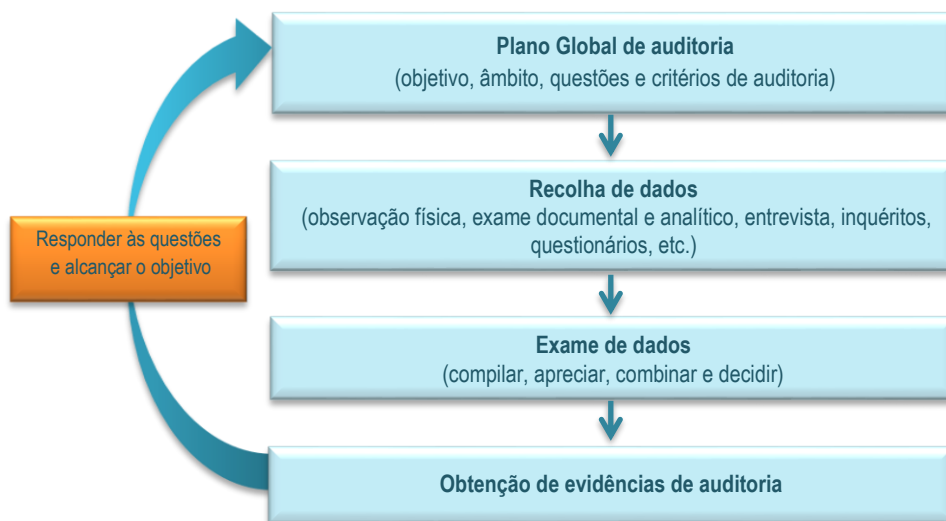 Plano Global de auditoria
(objetivo, âmbito, questões e critérios de auditoria)
Recolha de dados
(observação física, exame documental e analítico, entrevista, inquéritos,
questionários, etc.)
Responder às questões
e alcançar o objetivo
Exame de dados
(compilar, apreciar, combinar e decidir)
Obtenção de evidências de auditoria